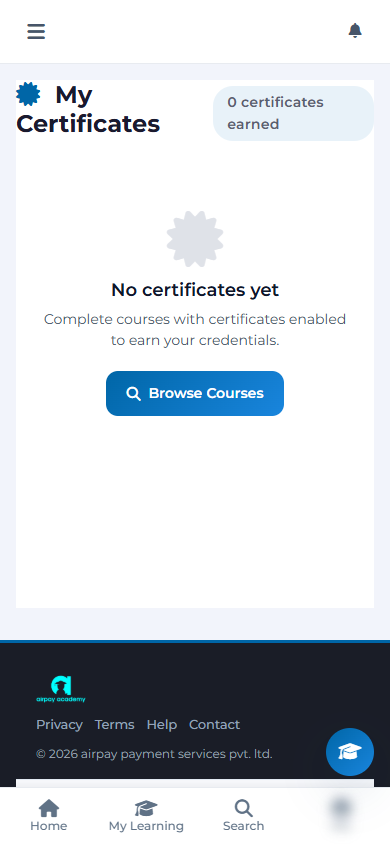 My
Certificates
0 certificates
earned
No certificates yet
Complete courses with certificates enabled
to earn your credentials.
Browse Courses
airpay academy
Privacy Terms Help Contact
© 2026 airpay payment services pvt. ltd.
Home My Learning Search